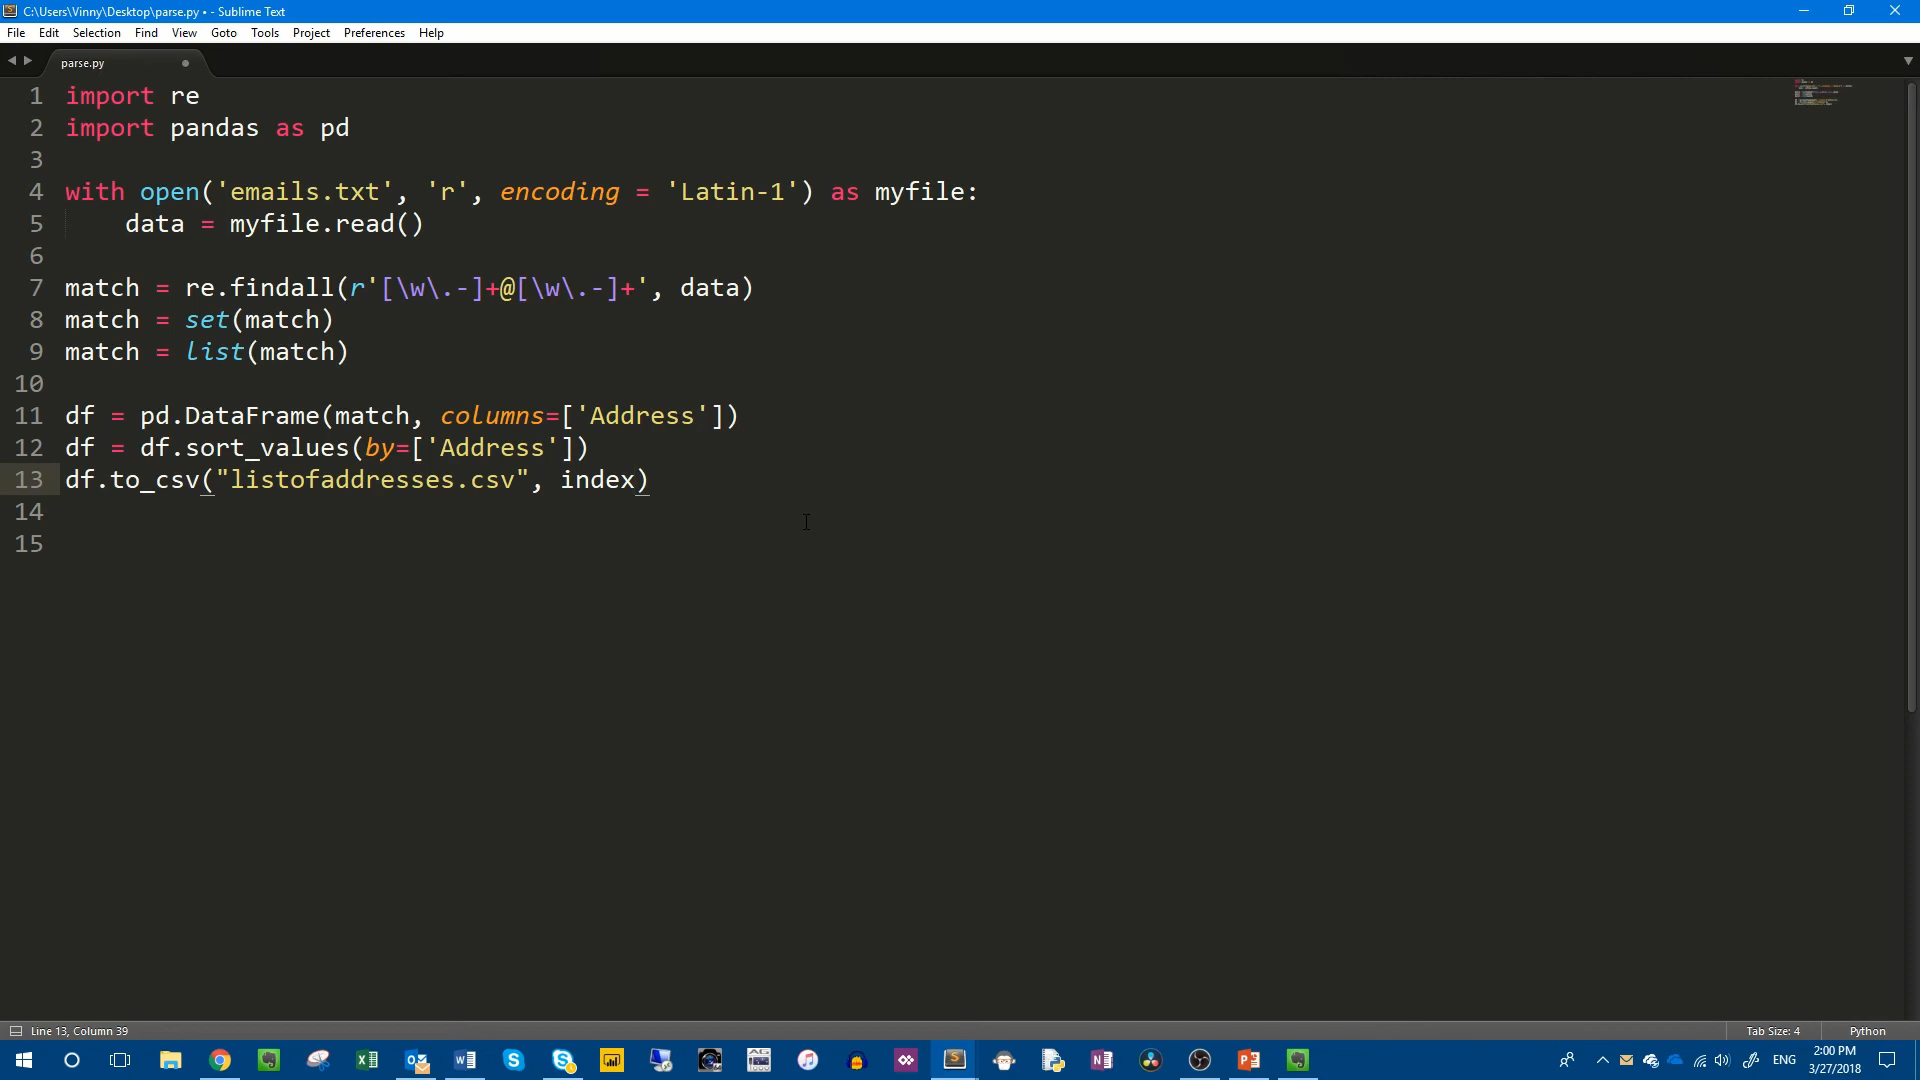 C:\Users\Vinny\Desktop\parse.py • - Sublime Text
File Edit Selection Find View Goto Tools Project Preferences Help
parse.py
1 import re
2 import pandas as pd
3
4 with open('emails.txt', 'r', encoding = 'Latin-1') as myfile:
5 data = myfile.read()
6
7 match = re.findall(r'[\w\.-]+@[\w\.-]+', data)
8 match = set(match)
9 match = list(match)
10
11 df = pd.DataFrame(match, columns=['Address'])
12 df = df.sort_values(by=['Address'])
13 df.to_csv("listofaddresses.csv", index)
14
15
Line 13, Column 39 Tab Size: 4 Python
ENG 2:00 PM
3/27/2018